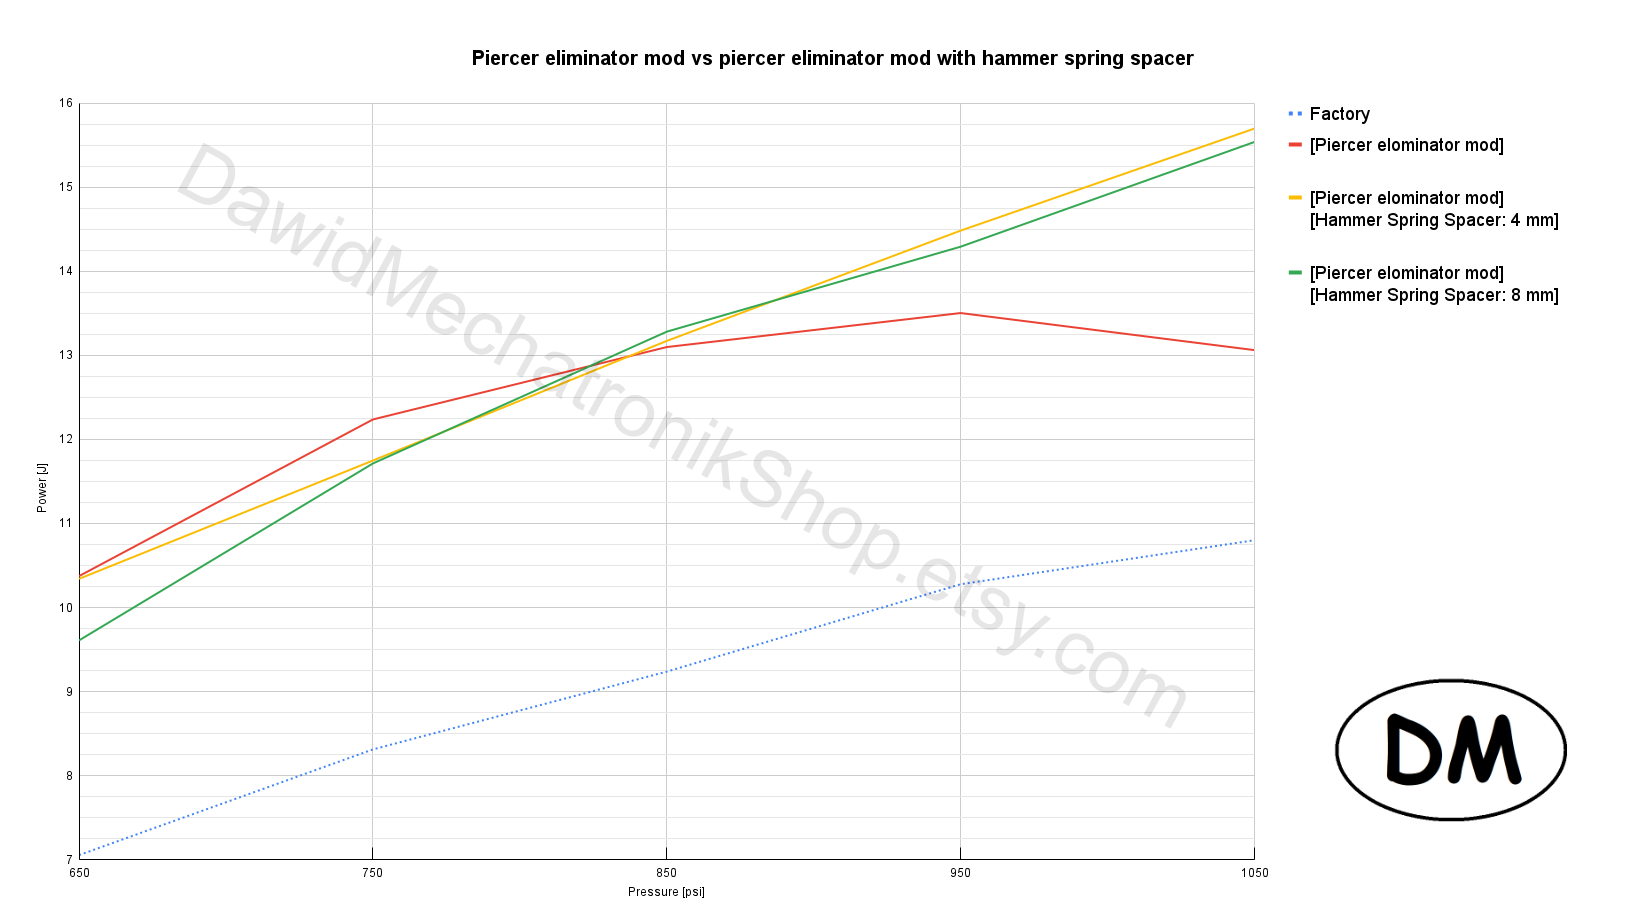 Piercer eliminator mod vs piercer eliminator mod with hammer spring spacer
16
15
14
13
12
11
10
9
8
7
Power [J]
650
750
850
950
1050
Pressure [psi]
Factory
[Piercer elominator mod]
[Piercer elominator mod]
[Hammer Spring Spacer: 4 mm]
[Piercer elominator mod]
[Hammer Spring Spacer: 8 mm]
DawidMechatronikShop.etsy.com
DM